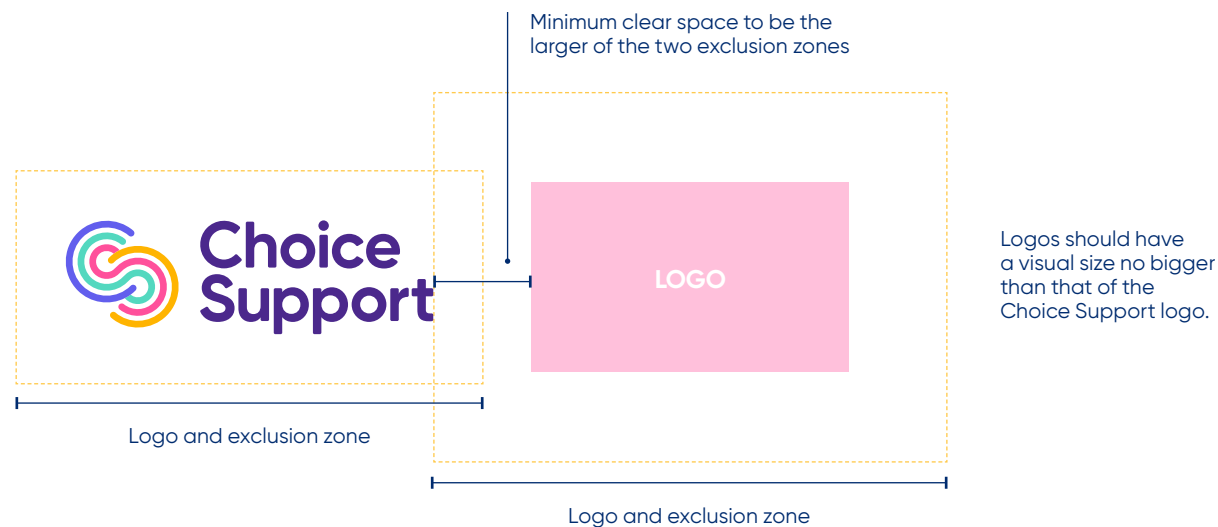 Minimum clear space to be the
larger of the two exclusion zones
Choice
Support
LOGO
Logos should have
a visual size no bigger
than that of the
Choice Support logo.
Logo and exclusion zone
Logo and exclusion zone